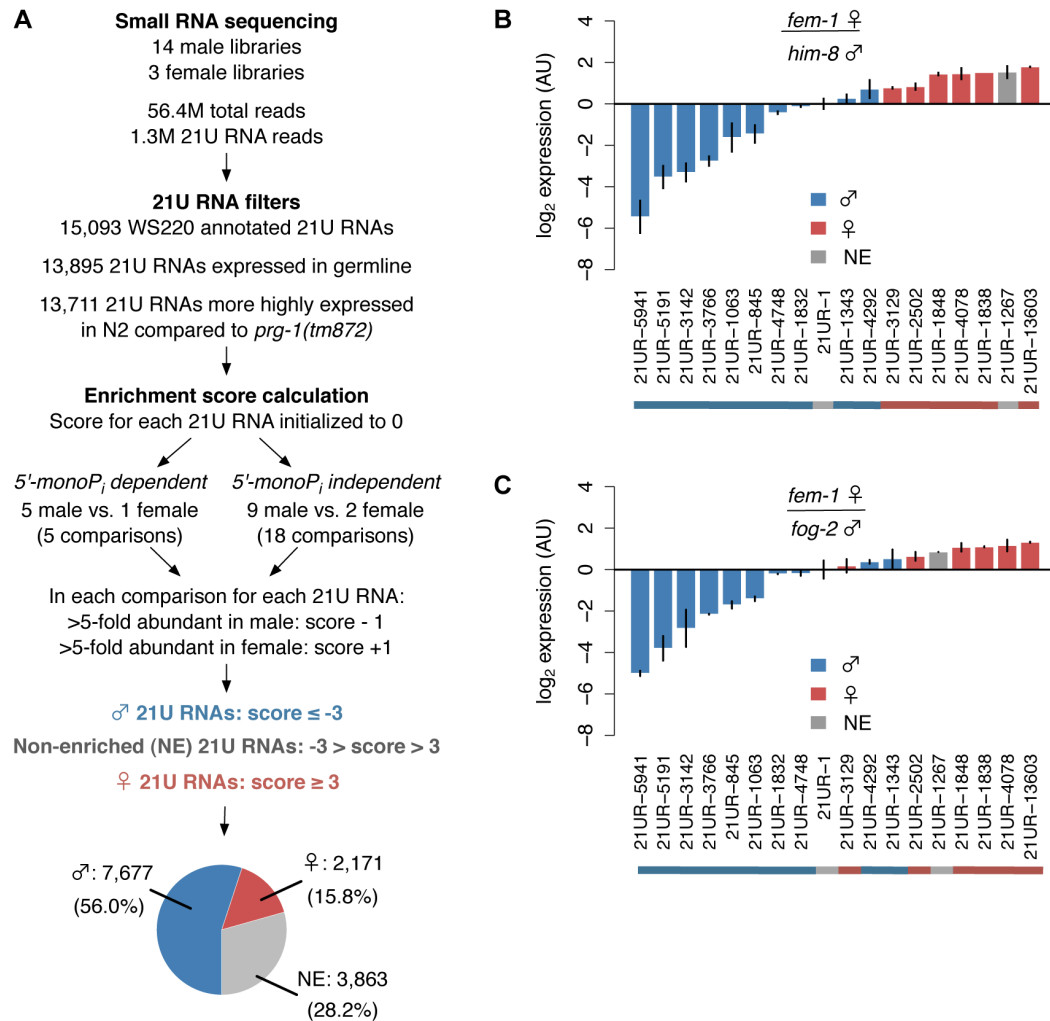 A
Small RNA sequencing
14 male libraries
3 female libraries
56.4M total reads
1.3M 21U RNA reads
21U RNA filters
15,093 WS220 annotated 21U RNAs
13,895 21U RNAs expressed in germline
13,711 21U RNAs more highly expressed
in N2 compared to prg-1(tm872)
Enrichment score calculation
Score for each 21U RNA initialized to 0
5'-monoPi dependent
5 male vs. 1 female
(5 comparisons)
5'-monoPi independent
9 male vs. 2 female
(18 comparisons)
In each comparison for each 21U RNA:
>5-fold abundant in male: score - 1
>5-fold abundant in female: score +1
♂ 21U RNAs: score ≤ -3
Non-enriched (NE) 21U RNAs: -3 > score > 3
♀ 21U RNAs: score ≥ 3
♂: 7,677
(56.0%)
♀: 2,171
(15.8%)
NE: 3,863
(28.2%)
B
fem-1 ♀
him-8 ♂
log2 expression (AU)
4
2
0
−2
−4
−6
−8
♂
♀
NE
21UR−5941
21UR−5191
21UR−3142
21UR−3766
21UR−1063
21UR−845
21UR−4748
21UR−1832
21UR−1
21UR−1343
21UR−4292
21UR−3129
21UR−2502
21UR−1848
21UR−4078
21UR−1838
21UR−1267
21UR−13603
C
fem-1 ♀
fog-2 ♂
log2 expression (AU)
4
2
0
−2
−4
−6
−8
♂
♀
NE
21UR−5941
21UR−5191
21UR−3142
21UR−3766
21UR−845
21UR−1063
21UR−1832
21UR−4748
21UR−1
21UR−3129
21UR−4292
21UR−1343
21UR−2502
21UR−1267
21UR−1848
21UR−1838
21UR−4078
21UR−13603